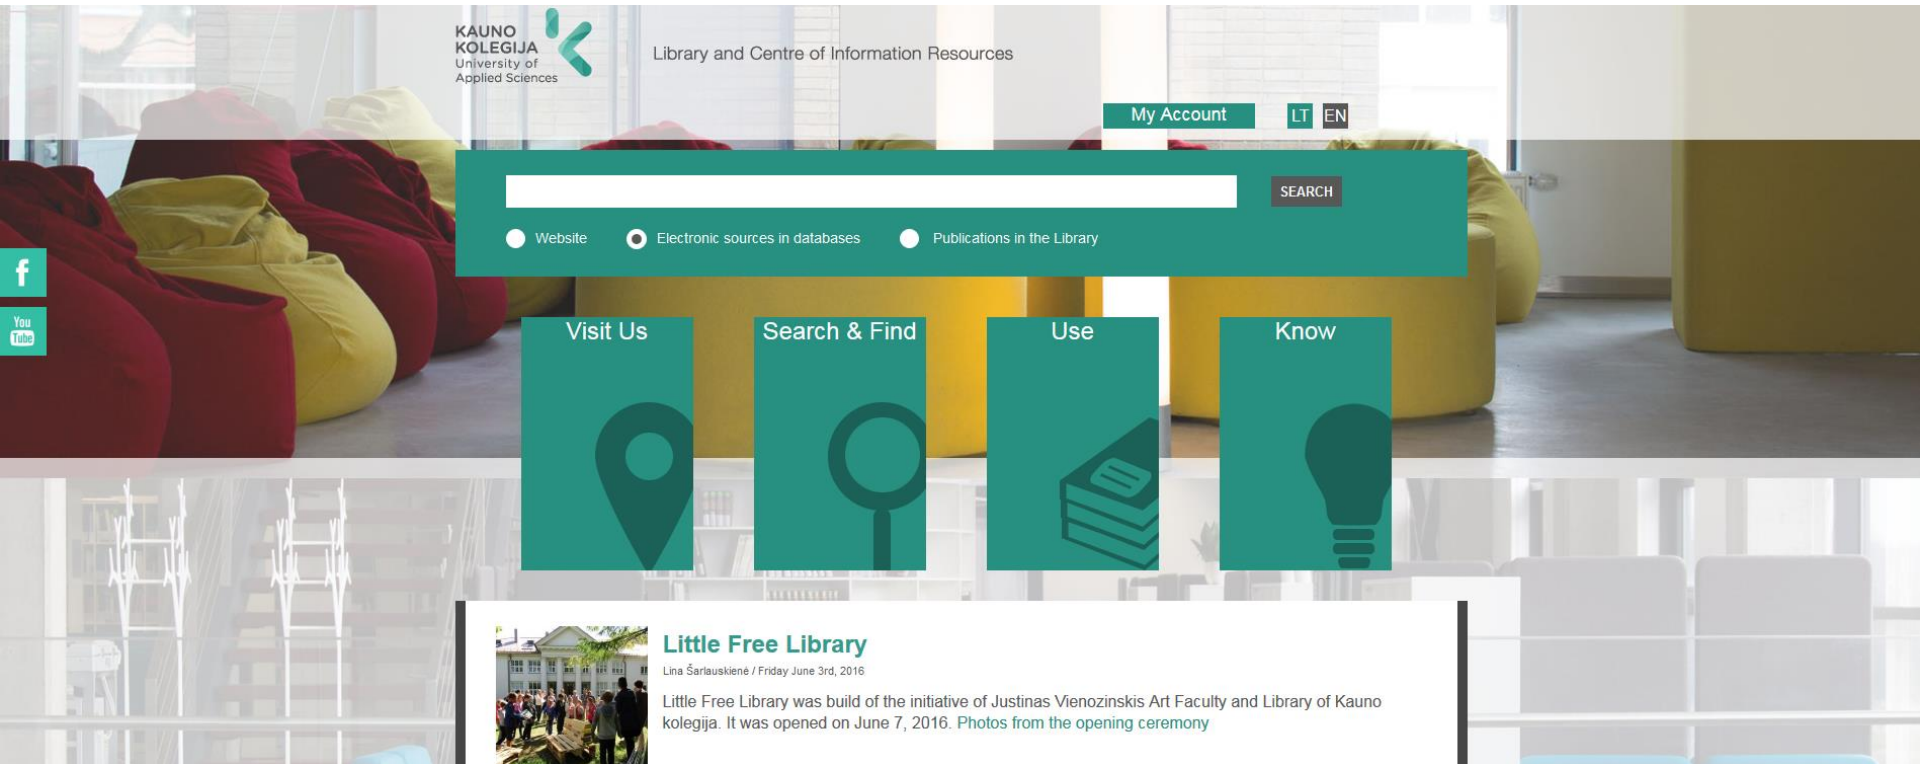 KAUNO
KOLEGIJA
University of
Applied Sciences
Library and Centre of Information Resources
My Account
LT EN
SEARCH
Website
Electronic sources in databases
Publications in the Library
f
You
Tube
Visit Us
Search & Find
Use
Know
Little Free Library
Lina Šarlauskienė / Friday June 3rd, 2016
Little Free Library was build of the initiative of Justinas Vienozinskis Art Faculty and Library of Kauno
kolegija. It was opened on June 7, 2016. Photos from the opening ceremony